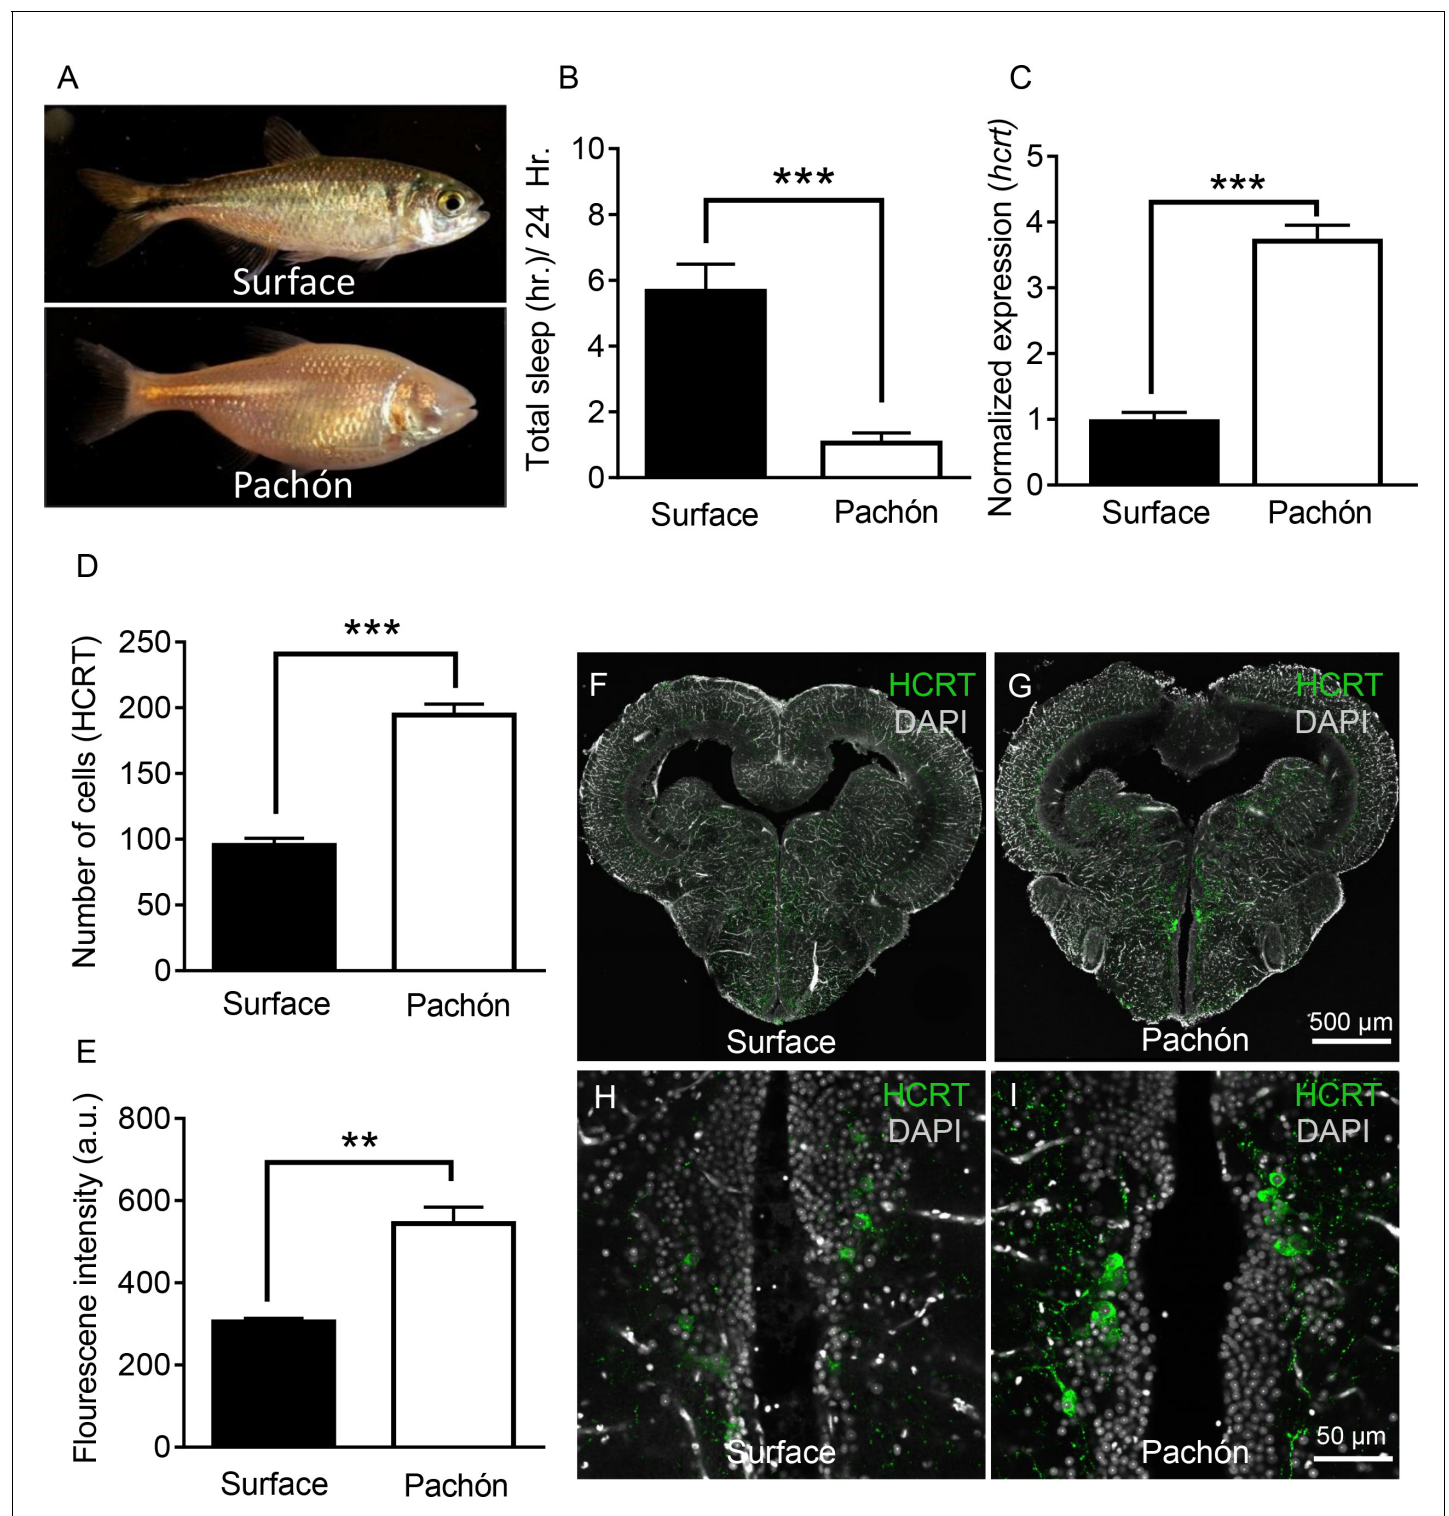 A
Surface
Pachón
B
Total sleep (hr.)/ 24 Hr.
10
8
6
4
2
0
***
Surface
Pachón
C
Normalized expression (hcrt)
5
4
3
2
1
0
***
Surface
Pachón
D
Number of cells (HCRT)
250
200
150
100
50
0
***
Surface
Pachón
E
Flourescene intensity (a.u.)
800
600
400
200
0
**
Surface
Pachón
F
HCRT
DAPI
Surface
G
HCRT
DAPI
500 µm
Pachón
H
HCRT
DAPI
Surface
I
HCRT
DAPI
50 µm
Pachón